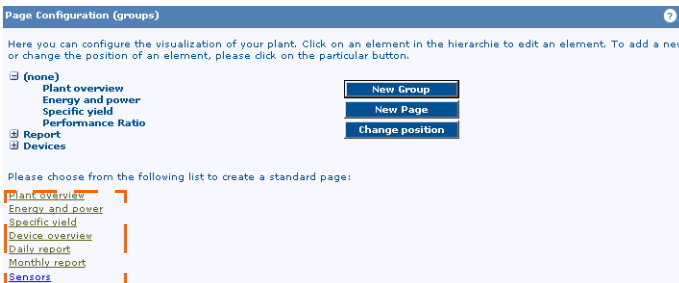 Page Configuration (groups)
?
Here you can configure the visualization of your plant. Click on an element in the hierarchie to edit an element. To add a new
or change the position of an element, please click on the particular button.
(none)
Plant overview
Energy and power
Specific yield
Performance Ratio
Report
Devices
New Group
New Page
Change position
Please choose from the following list to create a standard page:
Plant overview
Energy and power
Specific yield
Device overview
Daily report
Monthly report
Sensors